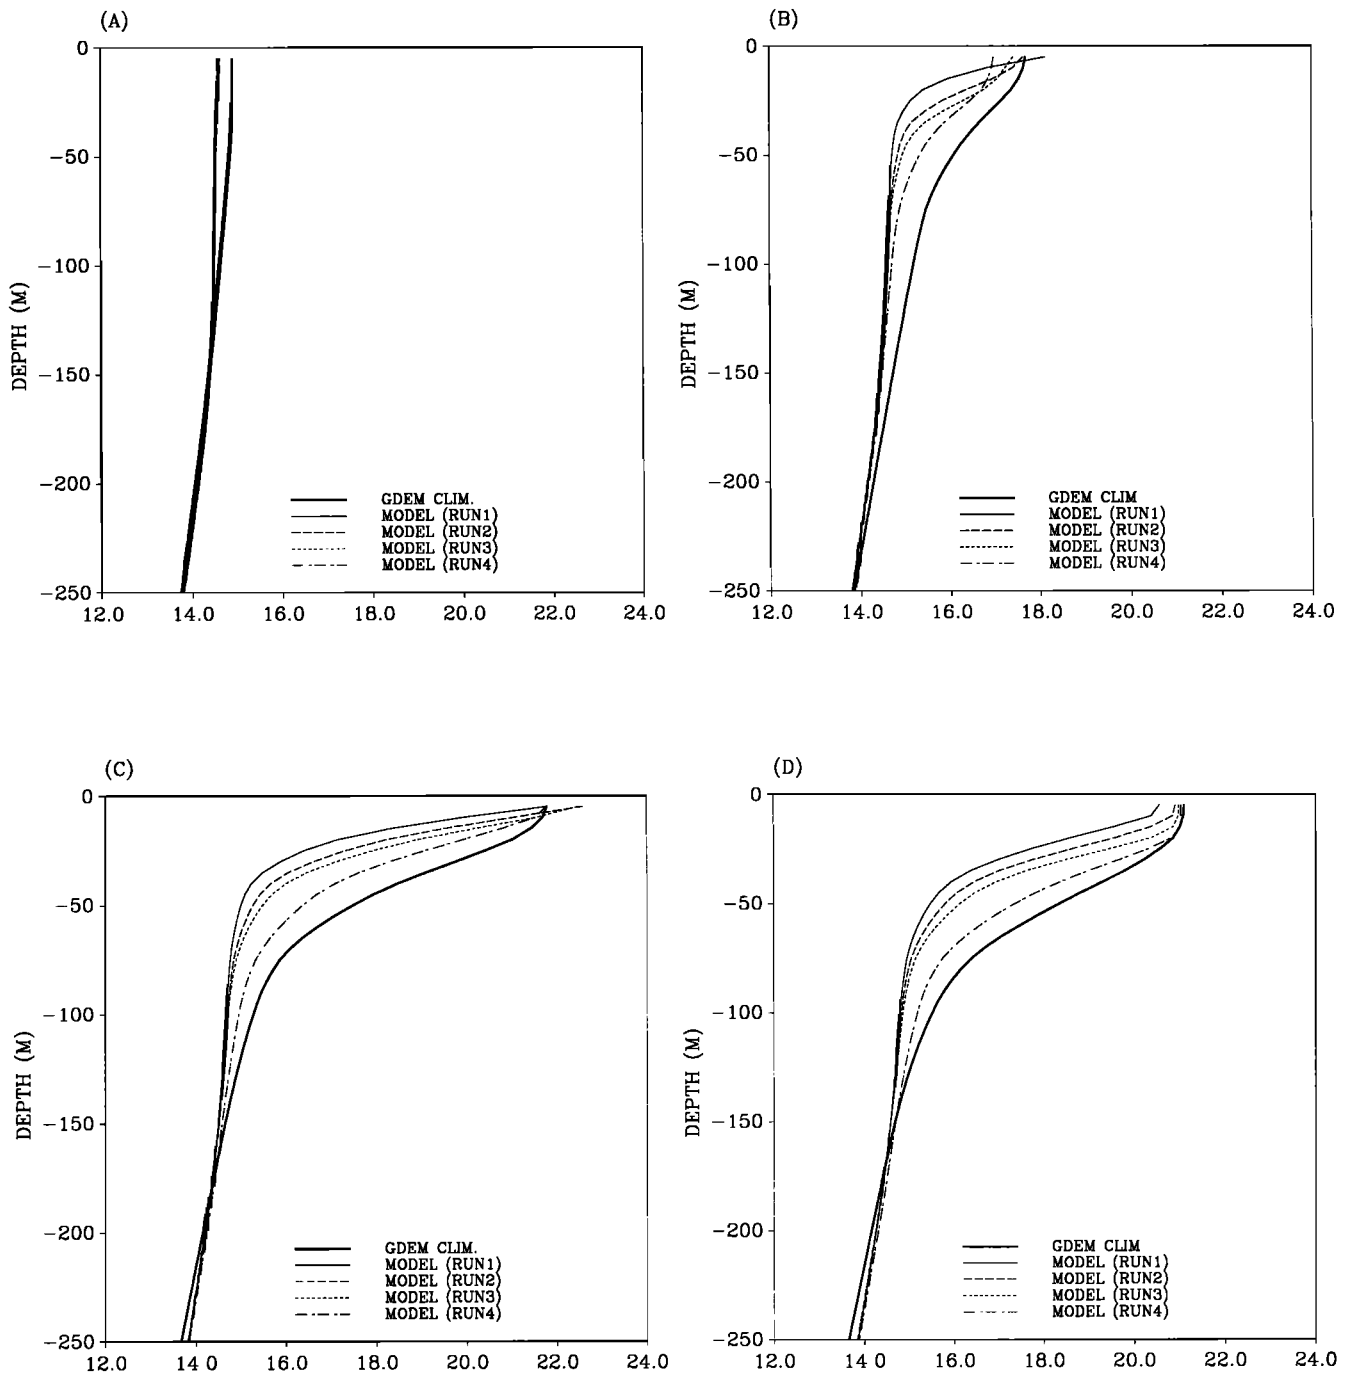 (A)
0
−50
−100
−150
−200
−250
DEPTH (M)
12.0 14.0 16.0 18.0 20.0 22.0 24.0
GDEM CLIM.
MODEL (RUN1)
MODEL (RUN2)
MODEL (RUN3)
MODEL (RUN4)
(B)
0
−50
−100
−150
−200
−250
DEPTH (M)
12.0 14.0 16.0 18.0 20.0 22.0 24.0
GDEM CLIM
MODEL (RUN1)
MODEL (RUN2)
MODEL (RUN3)
MODEL (RUN4)
(C)
0
−50
−100
−150
−200
−250
DEPTH (M)
12.0 14.0 16.0 18.0 20.0 22.0 24.0
GDEM CLIM.
MODEL (RUN1)
MODEL (RUN2)
MODEL (RUN3)
MODEL (RUN4)
(D)
0
−50
−100
−150
−200
−250
DEPTH (M)
12.0 14.0 16.0 18.0 20.0 22.0 24.0
GDEM CLIM
MODEL (RUN1)
MODEL (RUN2)
MODEL (RUN3)
MODEL (RUN4)